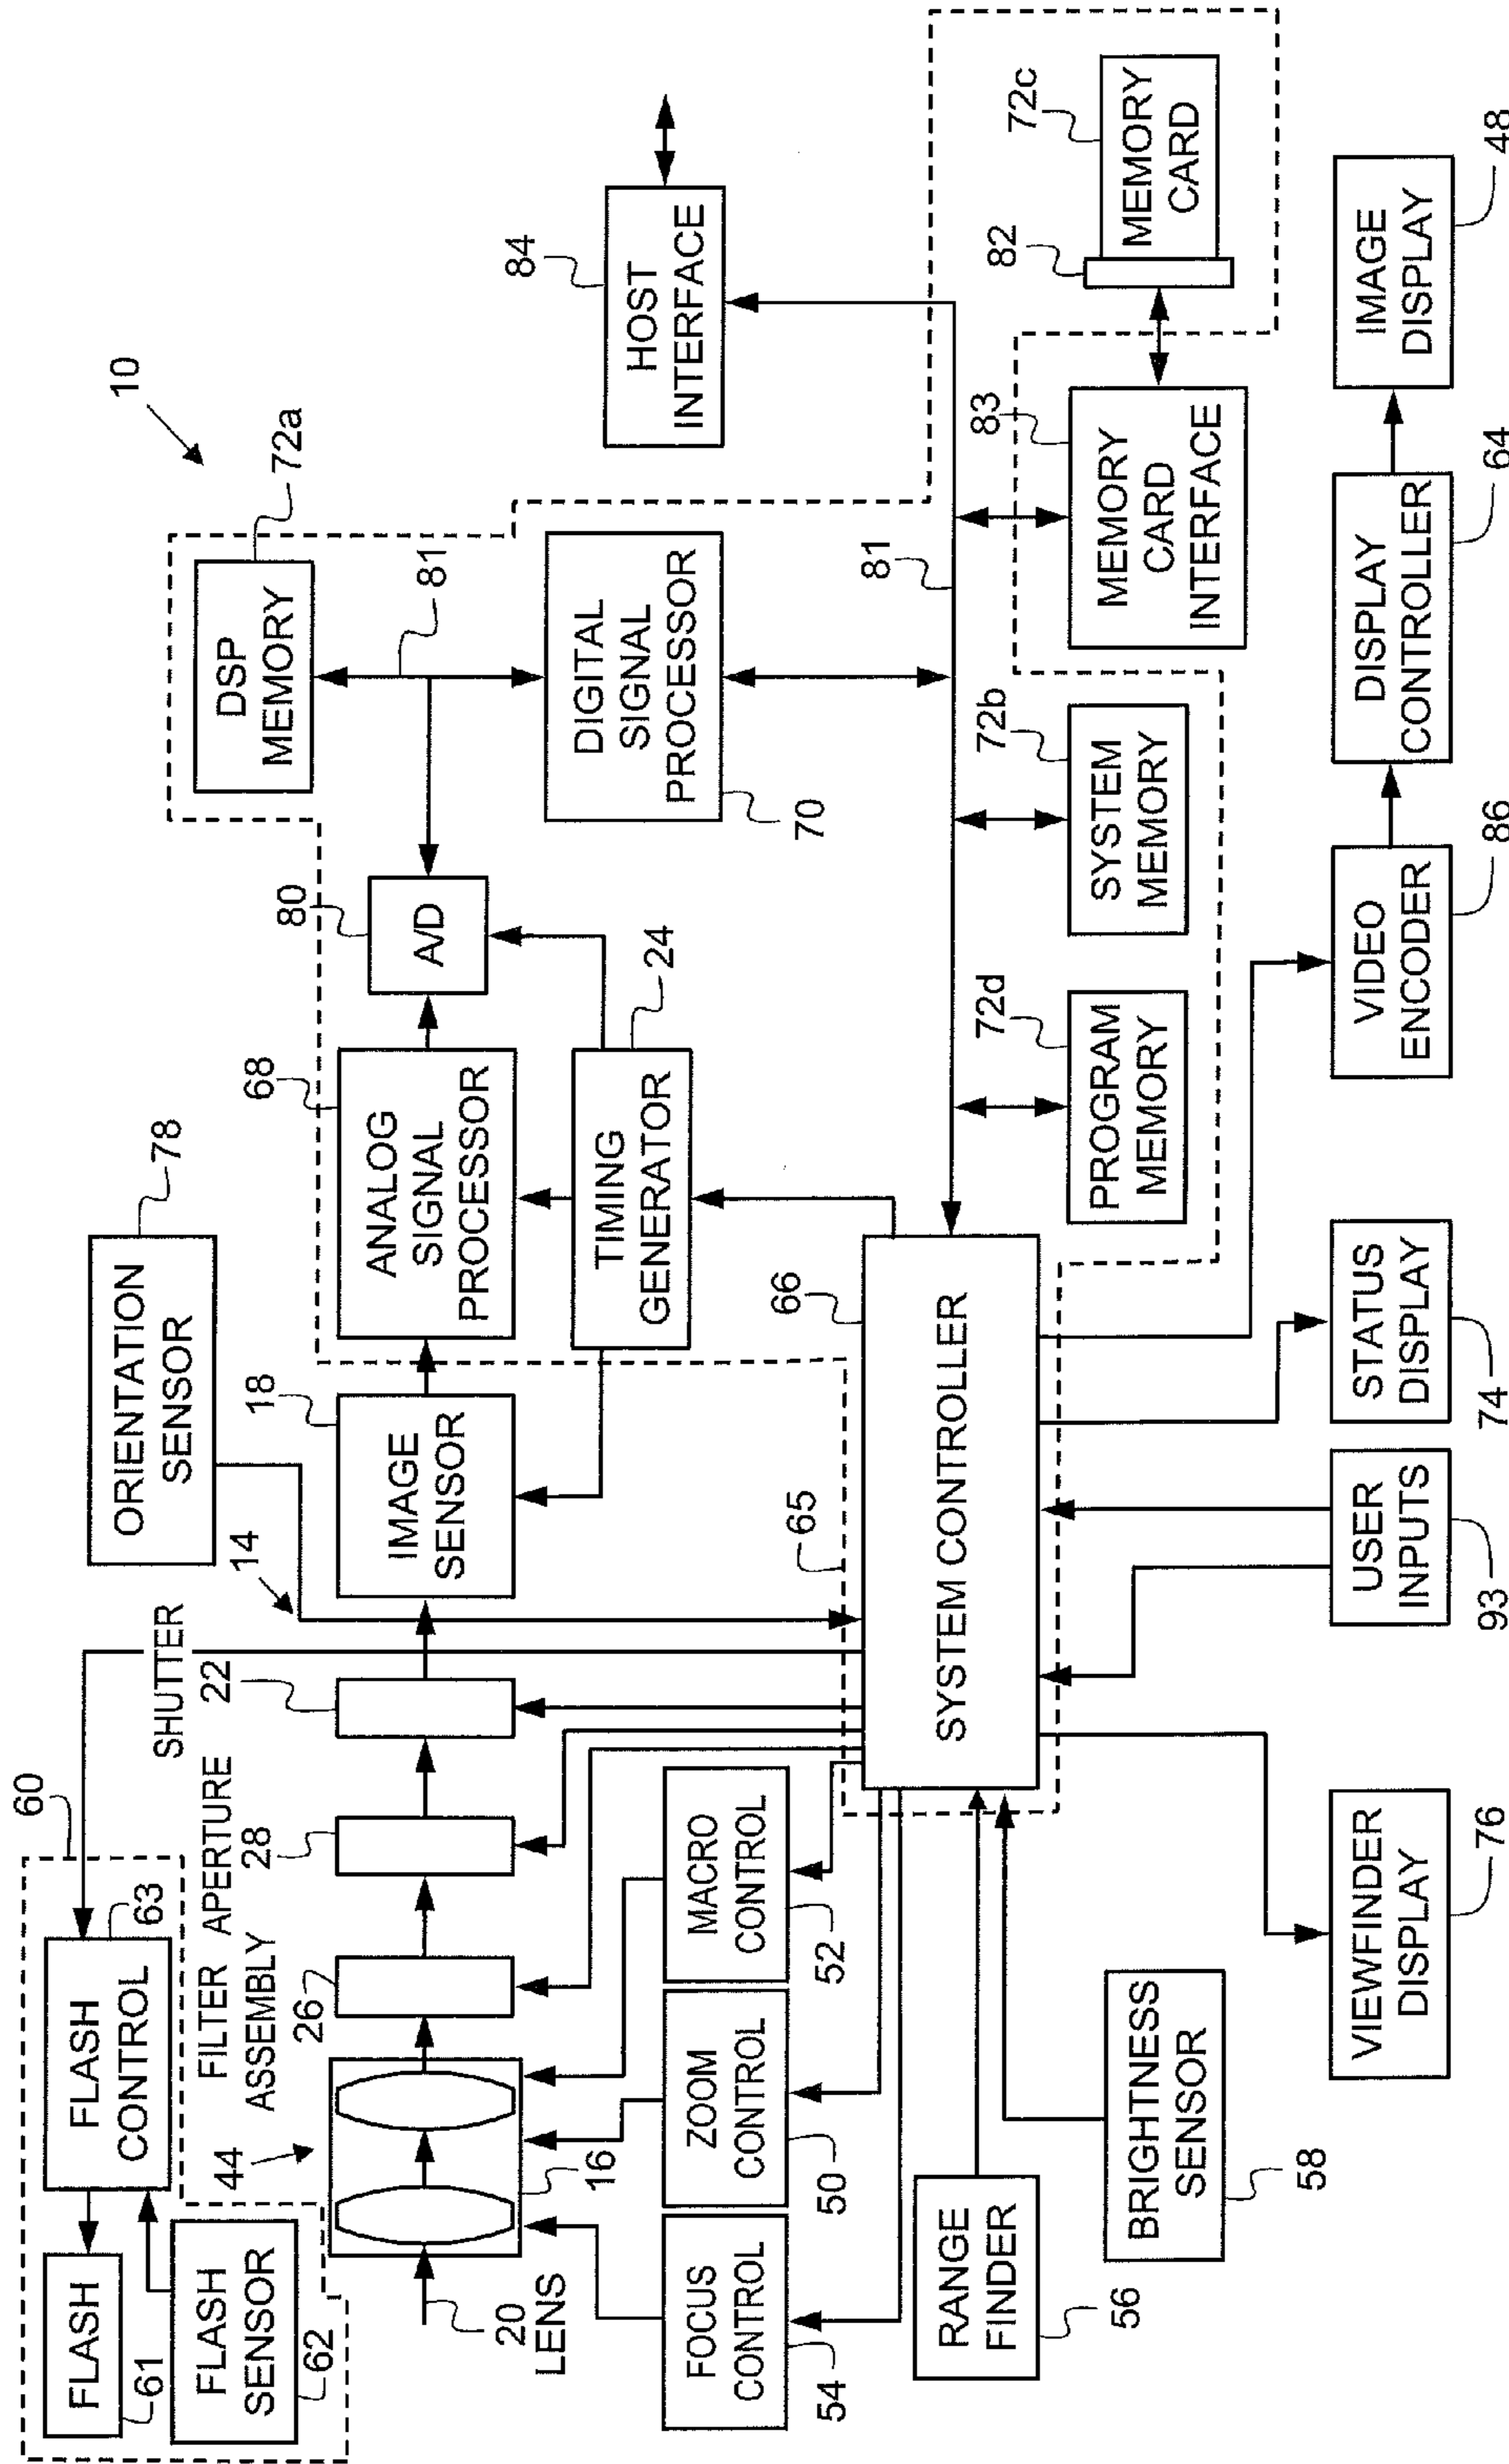 10
60
FLASH
61
FLASH
CONTROL
63
FLASH
SENSOR
62
44
FILTER
ASSEMBLY
26
APERTURE
28
SHUTTER
22
14
ORIENTATION
SENSOR
78
20
LENS
16
IMAGE
SENSOR
18
ANALOG
SIGNAL
PROCESSOR
68
A/D
80
DSP
MEMORY
72a
81
FOCUS
CONTROL
54
ZOOM
CONTROL
50
MACRO
CONTROL
52
TIMING
GENERATOR
24
DIGITAL
SIGNAL
PROCESSOR
70
HOST
INTERFACE
84
65
SYSTEM CONTROLLER
66
81
RANGE
FINDER
56
BRIGHTNESS
SENSOR
58
PROGRAM
MEMORY
72d
SYSTEM
MEMORY
72b
MEMORY
CARD
INTERFACE
83
82
MEMORY
CARD
72c
VIEWFINDER
DISPLAY
76
USER
INPUTS
93
STATUS
DISPLAY
74
VIDEO
ENCODER
86
DISPLAY
CONTROLLER
64
IMAGE
DISPLAY
48